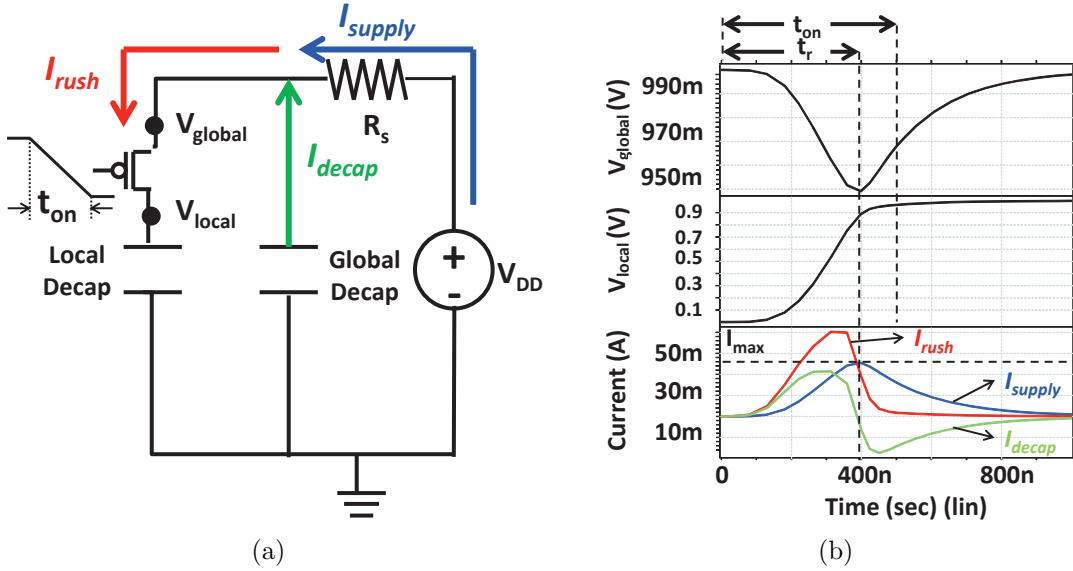 I_supply
I_rush
R_s
V_global
I_decap
t_on
V_local
Local
Decap
Global
Decap
+
-
V_DD
(a)
t_on
t_r
V_global (V)
990m
970m
950m
V_local (V)
0.9
0.7
0.5
0.3
0.1
Current (A)
I_max
I_rush
50m
30m
I_supply
10m
I_decap
0
400n
800n
Time (sec) (lin)
(b)